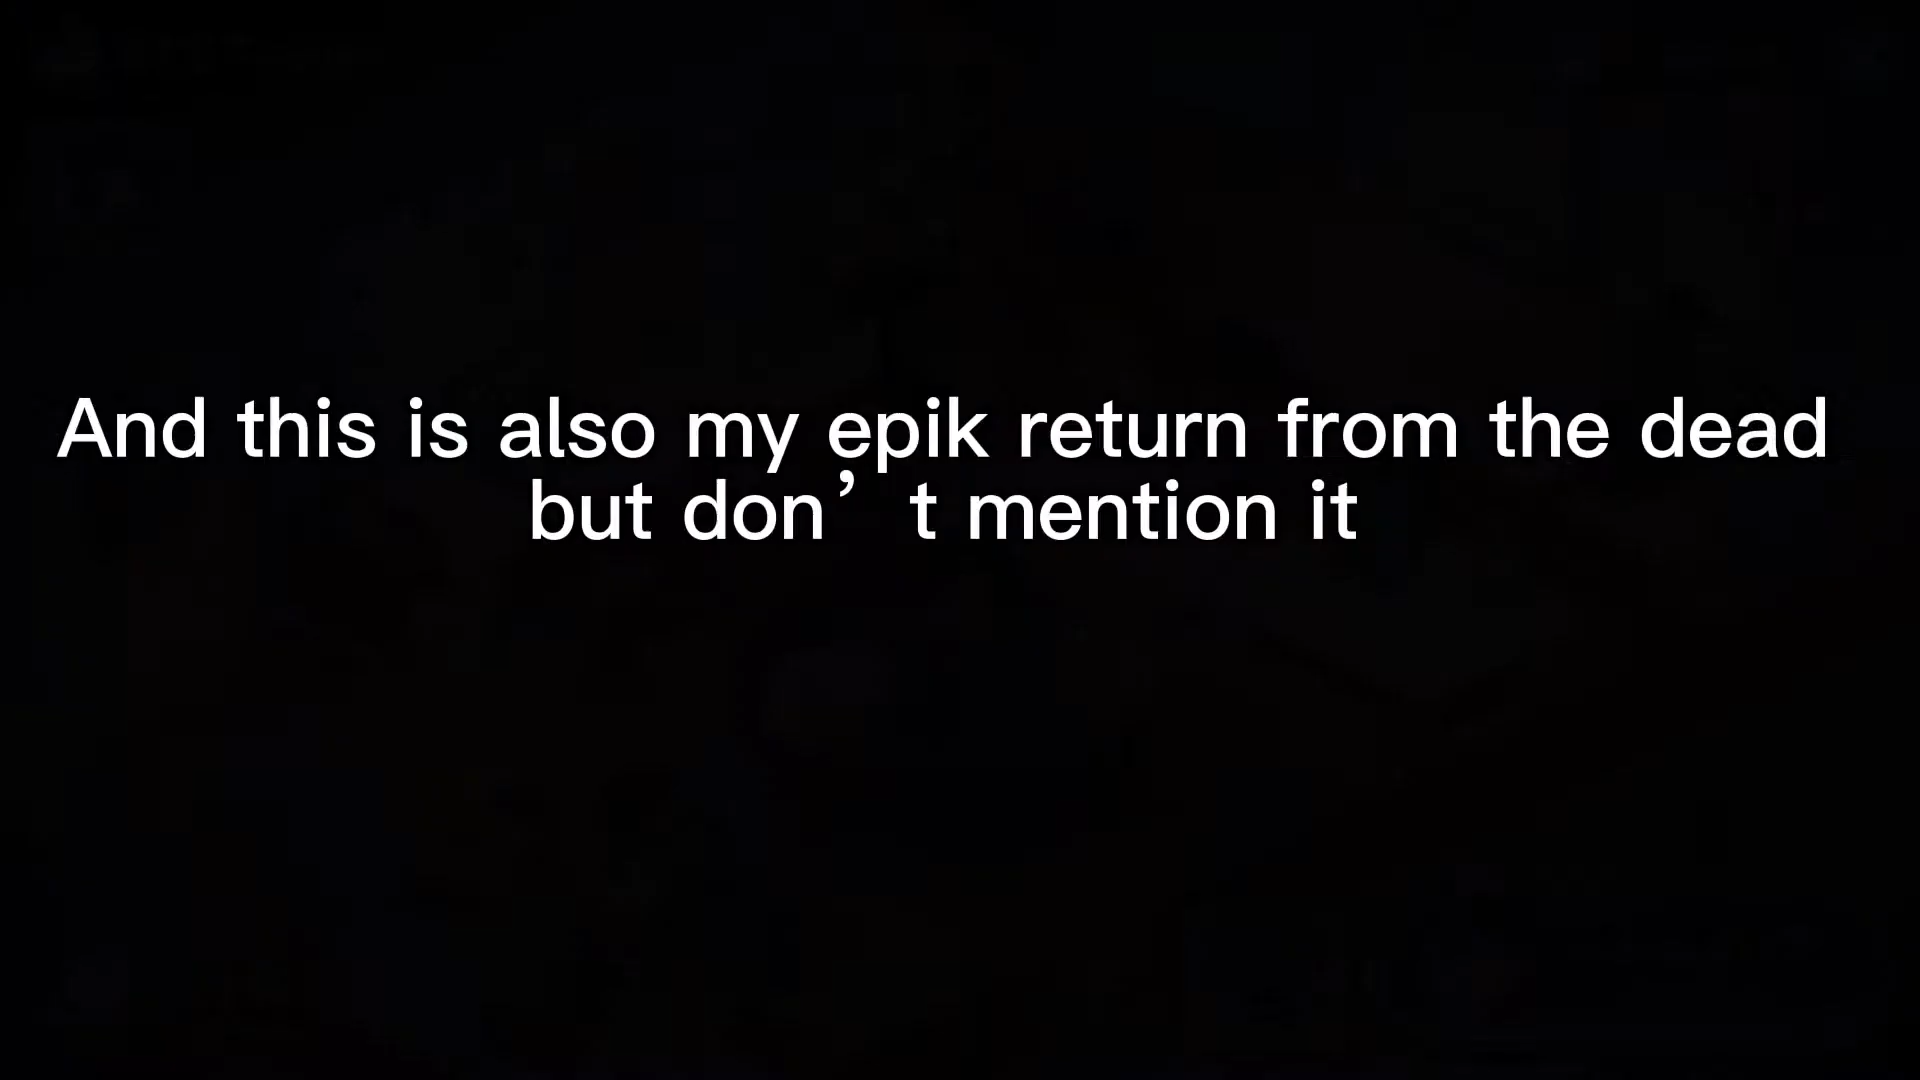 And this is also my epik return from the dead
but don’t mention it